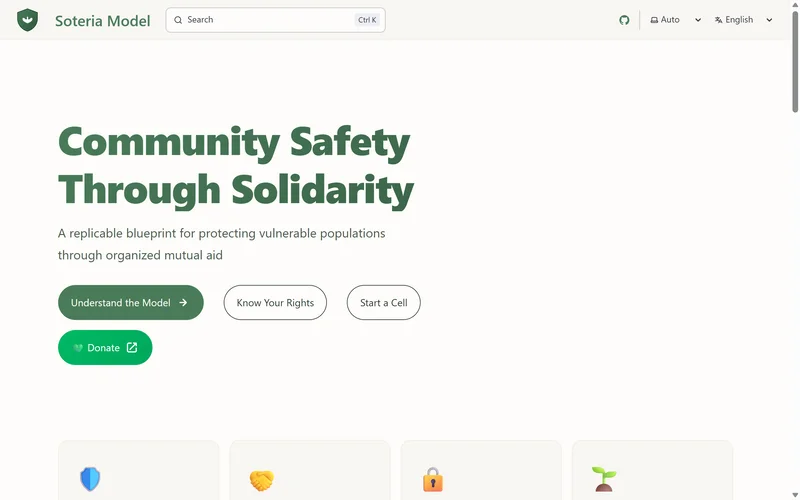 Soteria Model
Search
Ctrl K
Auto
English
Community Safety
Through Solidarity
A replicable blueprint for protecting vulnerable populations
through organized mutual aid
Understand the Model
Know Your Rights
Start a Cell
Donate